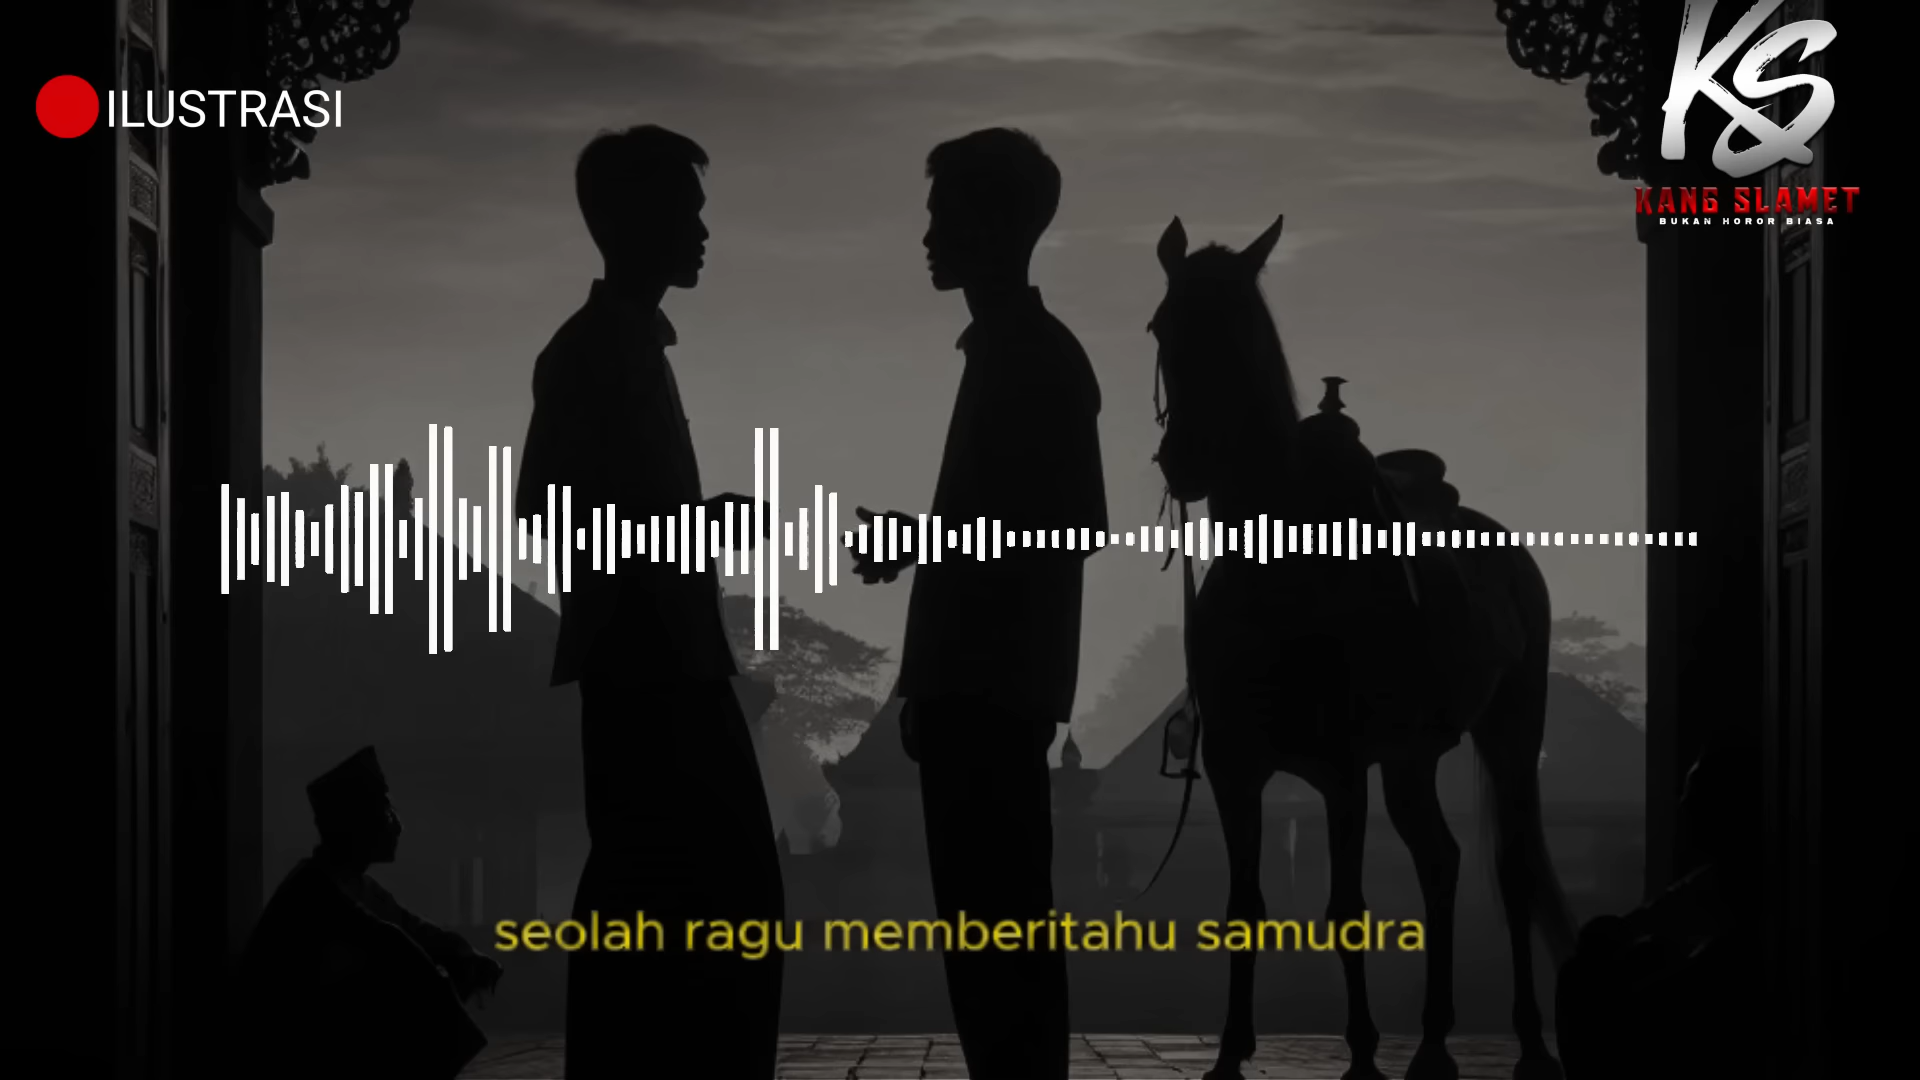 ILUSTRASI
KS
KANG SLAMET
BUKAN HOROR BIASA
seolah ragu memberitahu samudra